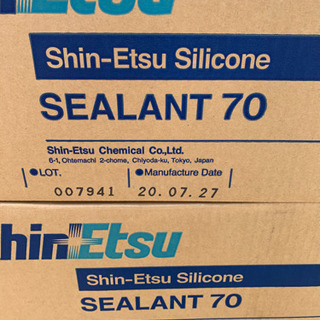 Shin-Etsu Silicone
SEALANT 70
Shin-Etsu Chemical Co.,Ltd.
6-1, Ohtemachi 2-chome, Chiyoda-ku, Tokyo, Japan
●LOT. ●Manufacture Date
007941 20.07.27
ShinEtsu
Shin-Etsu Silicone
SEALANT 70